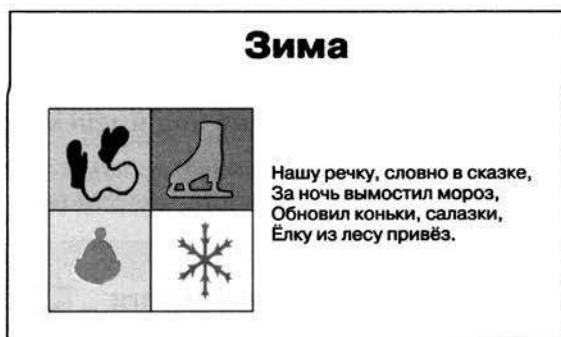 Зима
Нашу речку, словно в сказке,
За ночь вымостил мороз,
Обновил коньки, салазки,
Ёлку из лесу привёз.